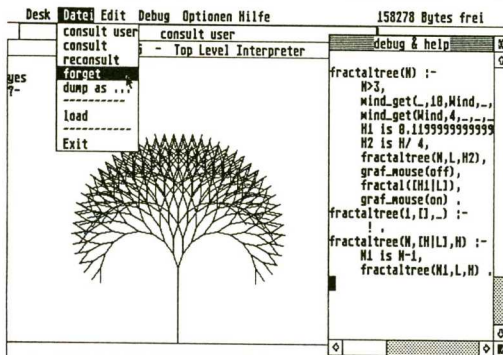 Desk Datei Edit Debug Optionen Hilfe 158278 Bytes frei
consult user
consult
reconsult
forget
dump as ...
-------------
load
-------------
Exit
consult user
- Top Level Interpreter
yes
?-
debug & help
fractaltree(N) :-
N>3,
wind_get(_,10,Wind,_,
wind_get(Wind,4,_,_,_
H1 is 0.1199999999999
H2 is H/ 4,
fractaltree(N,L,H2),
graf_mouse(off),
fractal([H1|L]),
graf_mouse(on) .
fractaltree(1,[],_) :-
! .
fractaltree(N,[H|L],H) :-
N1 is N-1,
fractaltree(N1,L,H) .